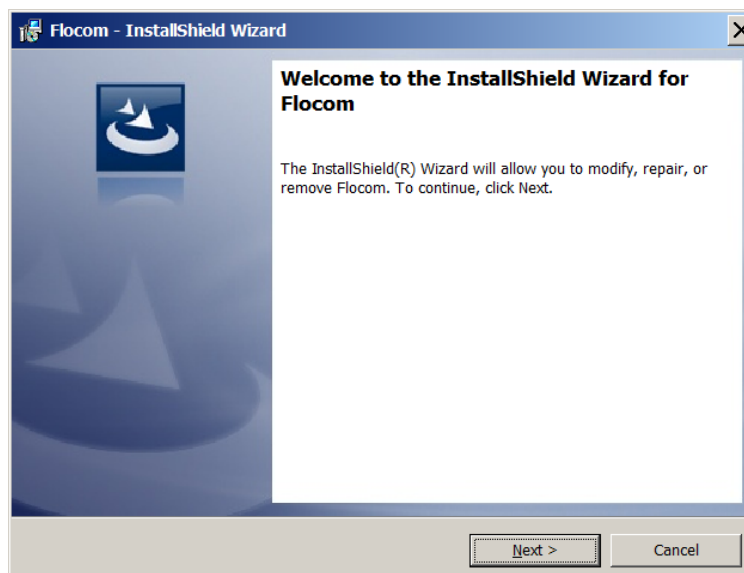 Flocom - InstallShield Wizard
Welcome to the InstallShield Wizard for
Flocom
The InstallShield(R) Wizard will allow you to modify, repair, or
remove Flocom. To continue, click Next.
Next >
Cancel